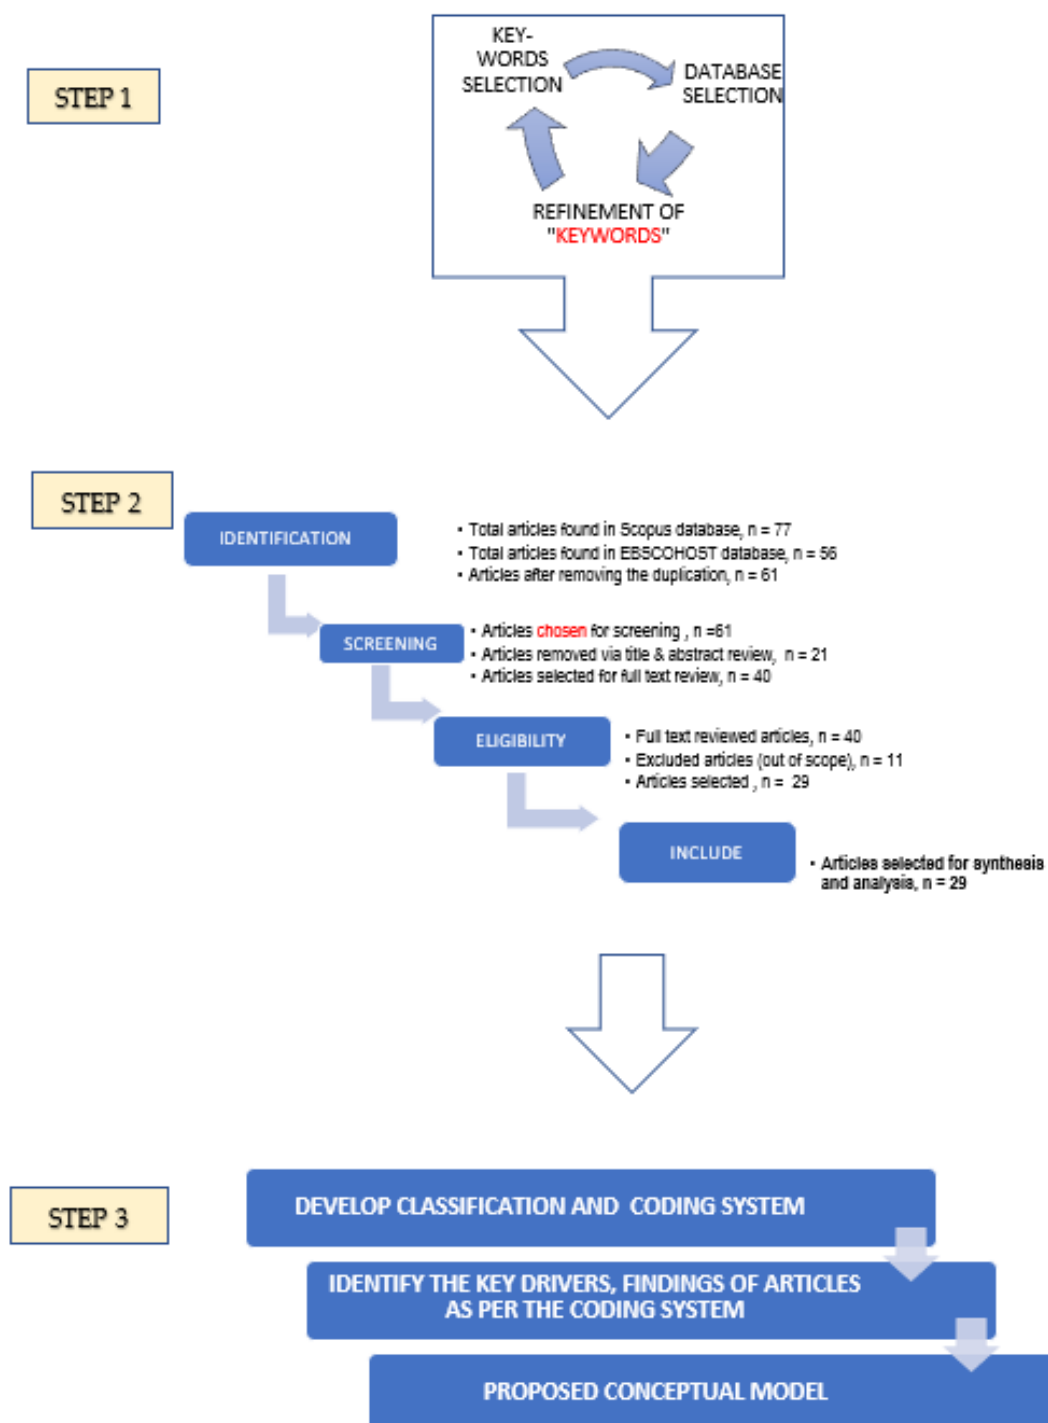 STEP 1
KEY-
WORDS
SELECTION
DATABASE
SELECTION
REFINEMENT OF
"KEYWORDS"
STEP 2
IDENTIFICATION
• Total articles found in Scopus database, n = 77
• Total articles found in EBSCOHOST database, n = 56
• Articles after removing the duplication, n = 61
SCREENING
• Articles chosen for screening , n =61
• Articles removed via title & abstract review, n = 21
• Articles selected for full text review, n = 40
ELIGIBILITY
• Full text reviewed articles, n = 40
• Excluded articles (out of scope), n = 11
• Articles selected , n = 29
INCLUDE
• Articles selected for synthesis
and analysis, n = 29
STEP 3
DEVELOP CLASSIFICATION AND CODING SYSTEM
IDENTIFY THE KEY DRIVERS, FINDINGS OF ARTICLES
AS PER THE CODING SYSTEM
PROPOSED CONCEPTUAL MODEL